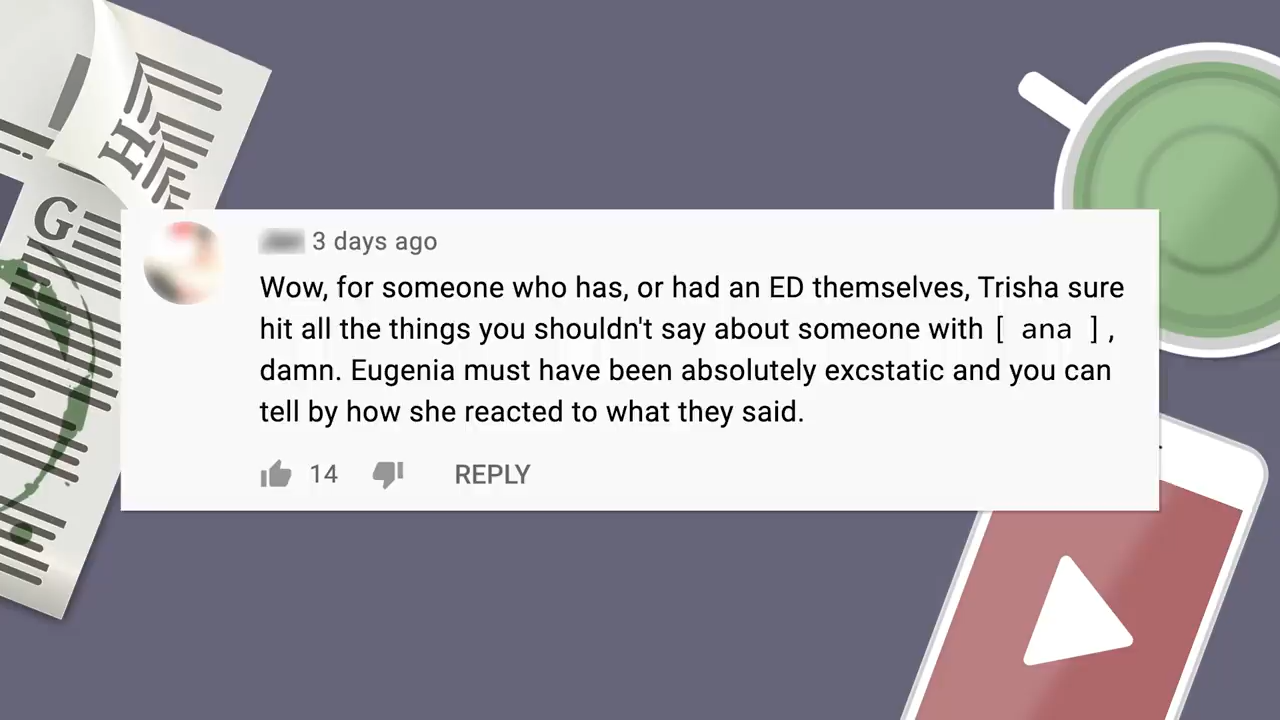 H
G
3 days ago
Wow, for someone who has, or had an ED themselves, Trisha sure
hit all the things you shouldn't say about someone with [ ana ] ,
damn. Eugenia must have been absolutely excstatic and you can
tell by how she reacted to what they said.
14 REPLY